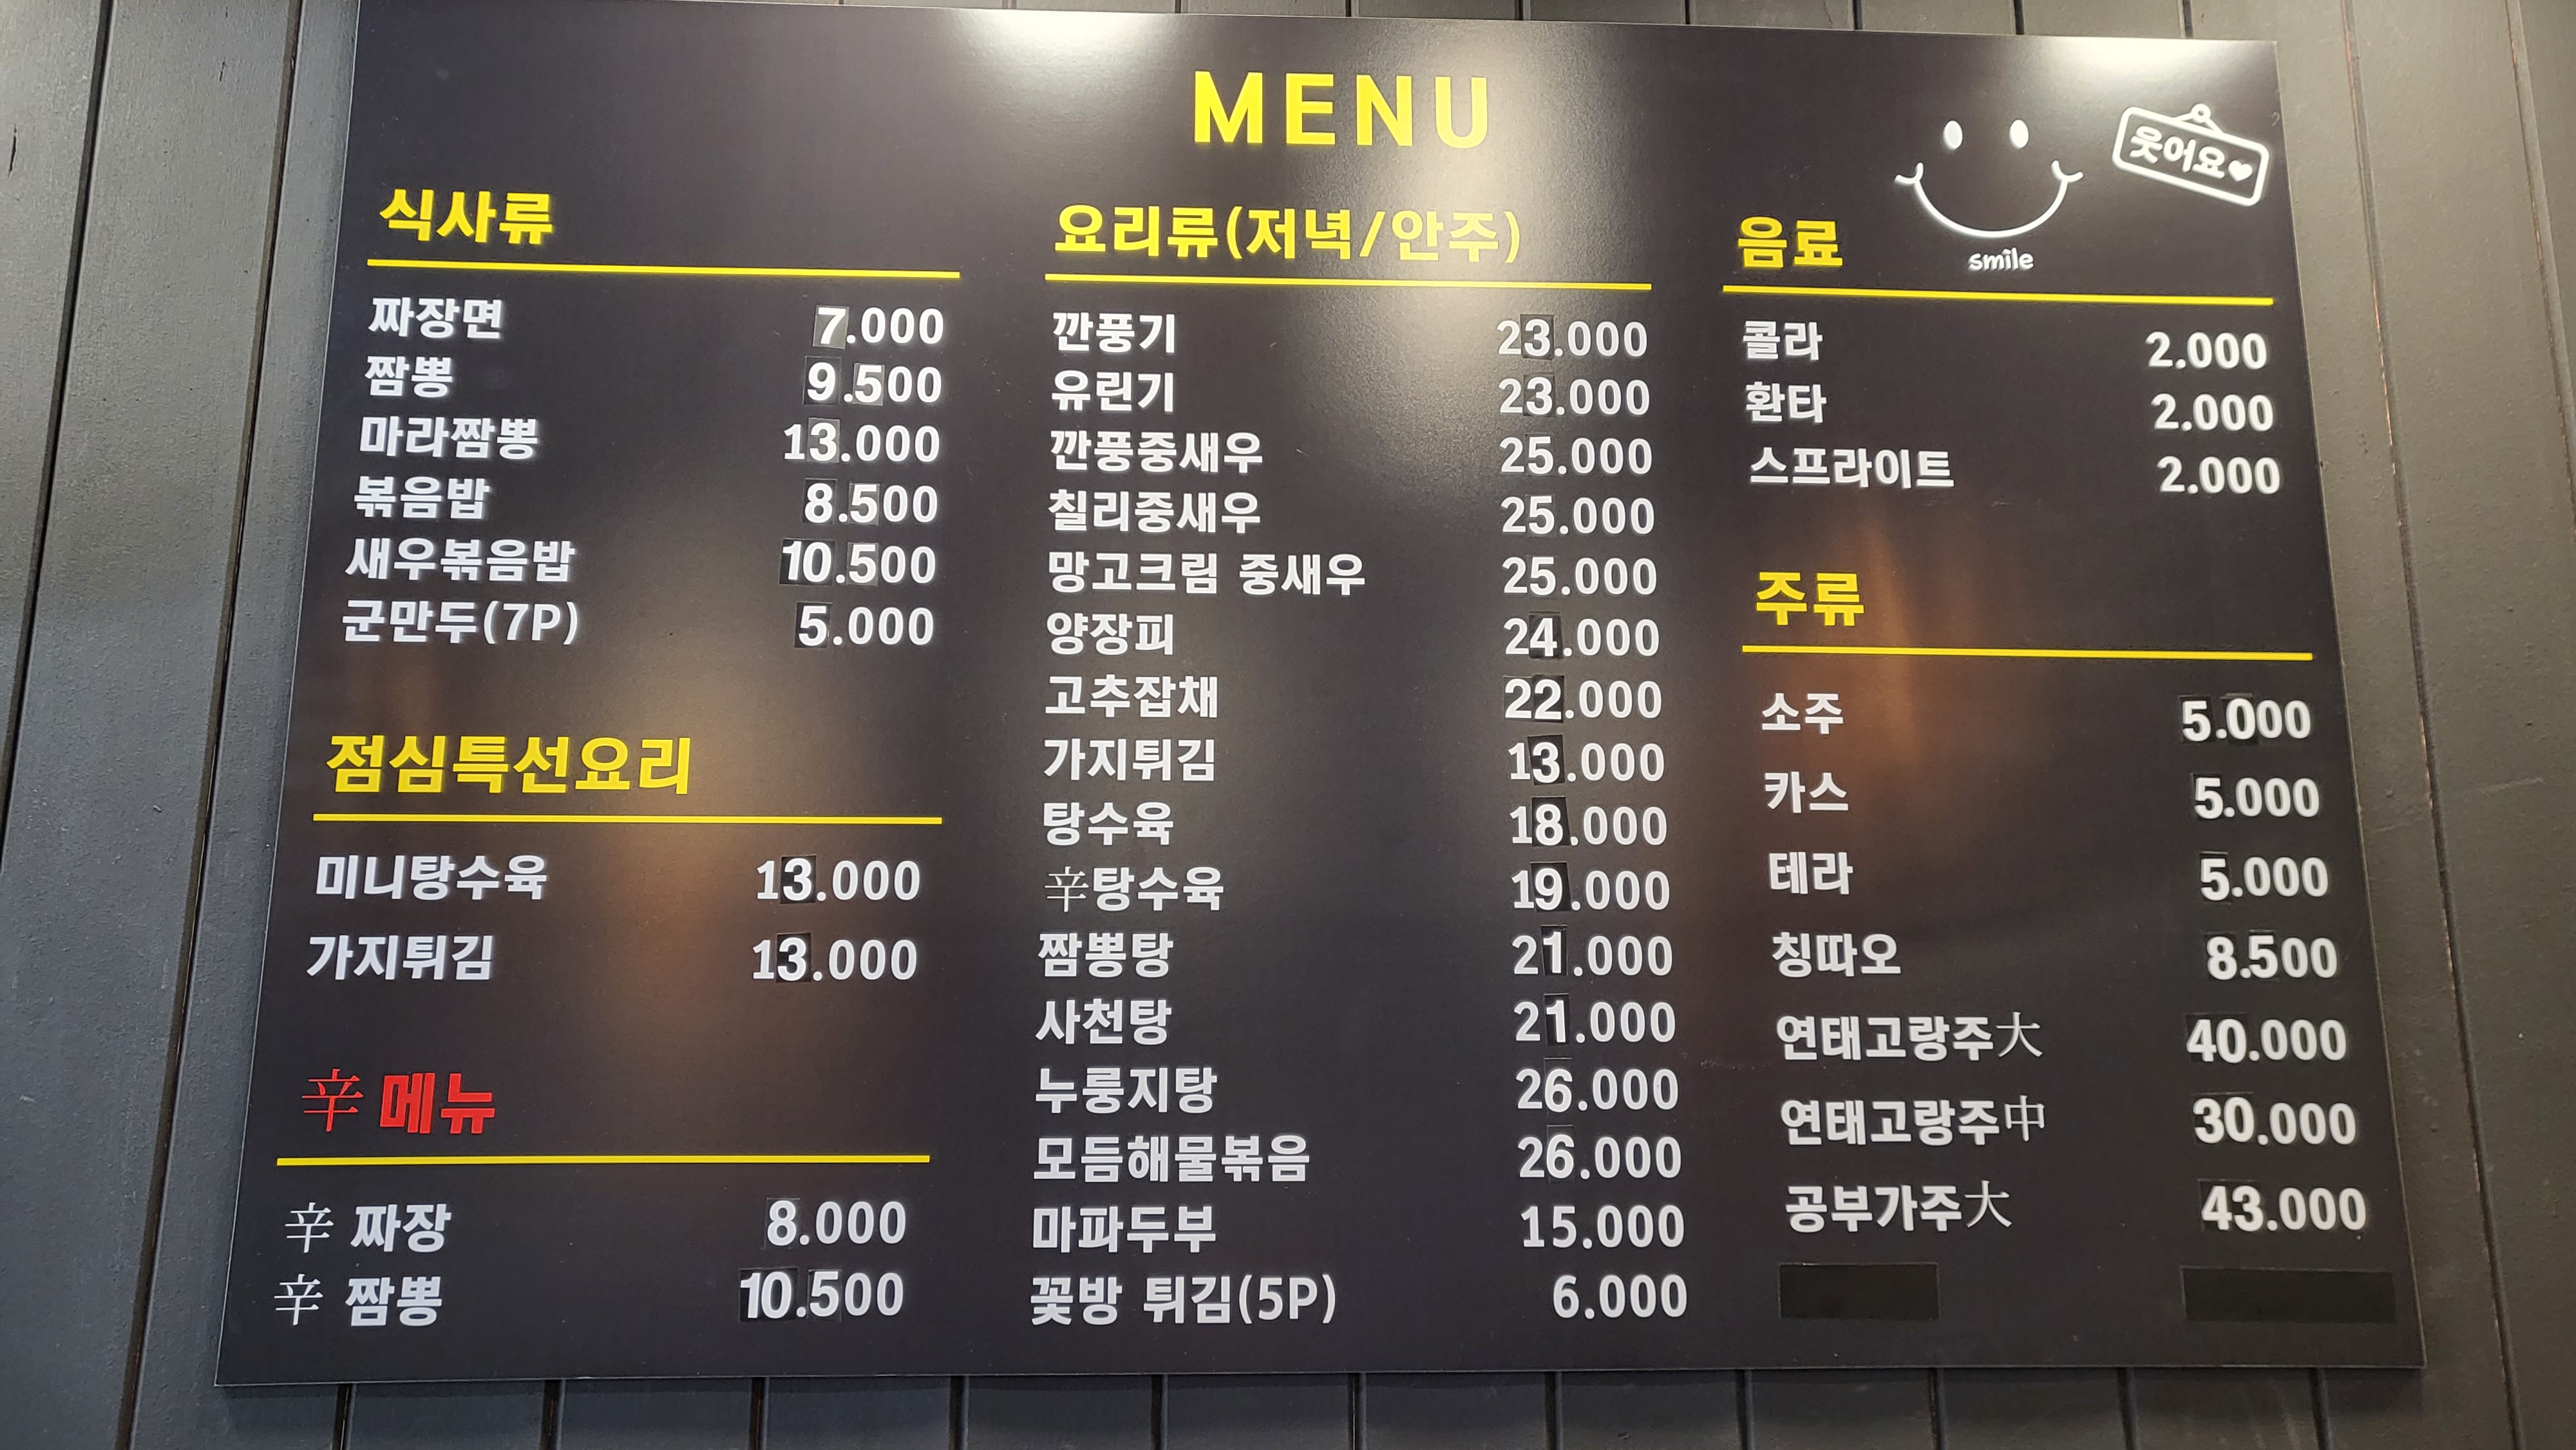 MENU
웃어요♥
smile
식사류
짜장면 7.000
짬뽕 9.500
마라짬뽕 13.000
볶음밥 8.500
새우볶음밥 10.500
군만두(7P) 5.000
점심특선요리
미니탕수육 13.000
가지튀김 13.000
辛 메뉴
辛 짜장 8.000
辛 짬뽕 10.500
요리류(저녁/안주)
깐풍기 23.000
유린기 23.000
깐풍중새우 25.000
칠리중새우 25.000
망고크림 중새우 25.000
양장피 24.000
고추잡채 22.000
가지튀김 13.000
탕수육 18.000
辛탕수육 19.000
짬뽕탕 21.000
사천탕 21.000
누룽지탕 26.000
모듬해물볶음 26.000
마파두부 15.000
꽃방 튀김(5P) 6.000
음료
콜라 2.000
환타 2.000
스프라이트 2.000
주류
소주 5.000
카스 5.000
테라 5.000
칭따오 8.500
연태고량주大 40.000
연태고량주中 30.000
공부가주大 43.000